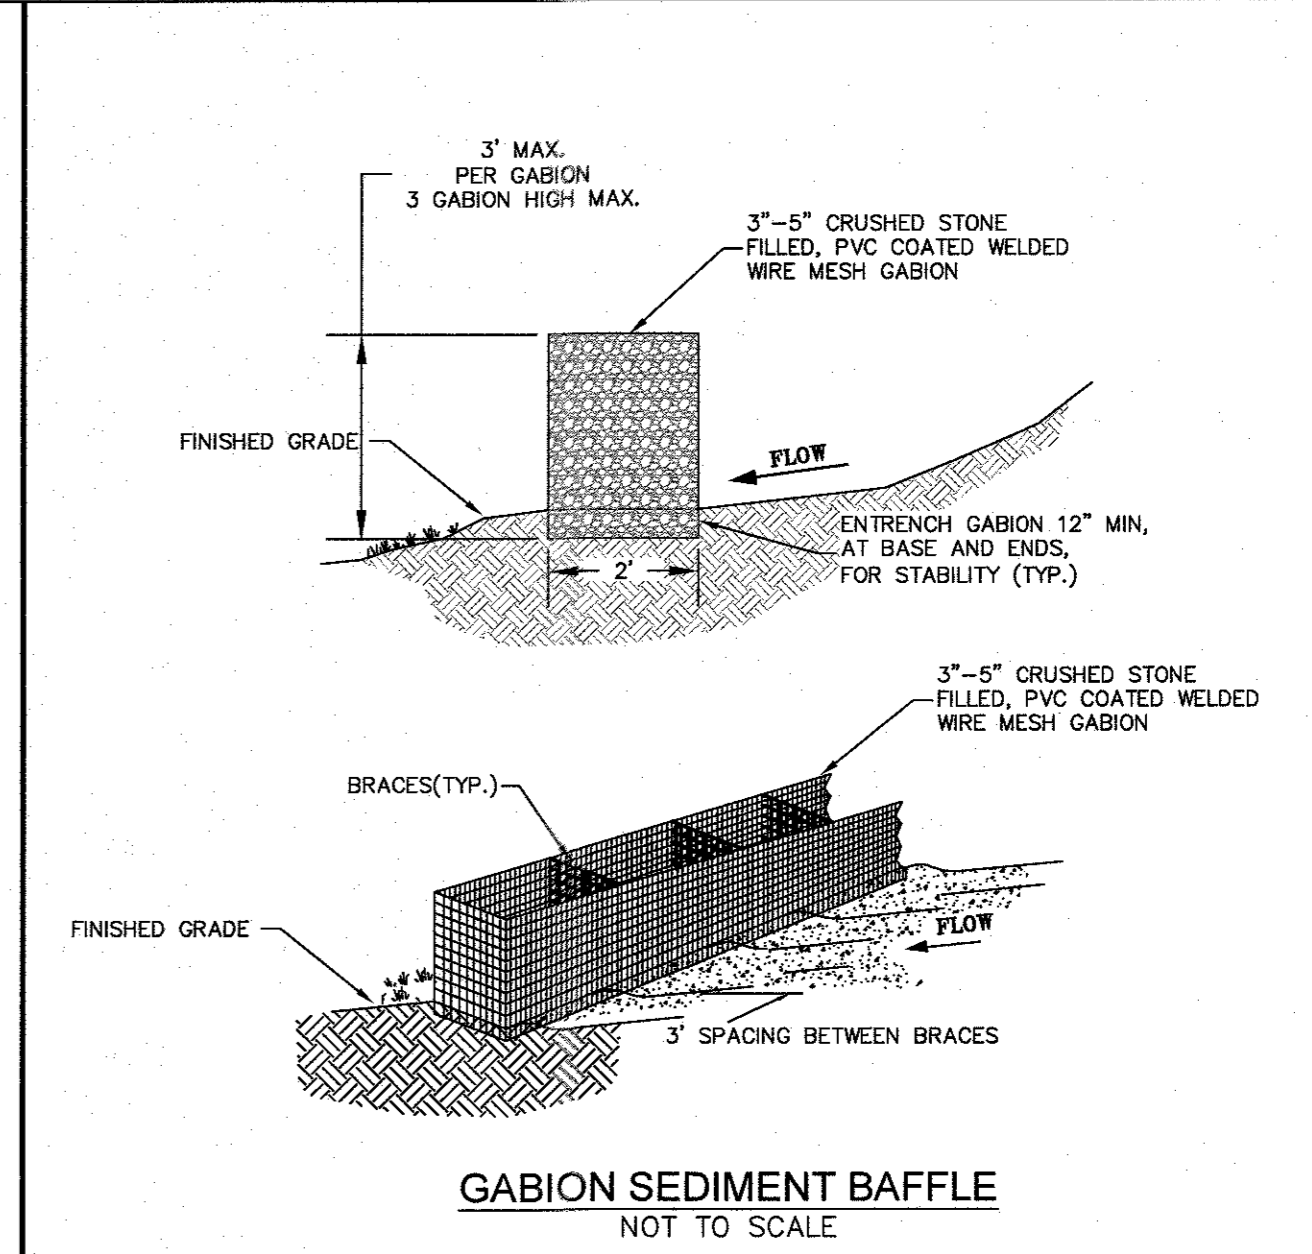 3' MAX.
PER GABION
3 GABION HIGH MAX.
3"-5" CRUSHED STONE
FILLED, PVC COATED WELDED
WIRE MESH GABION
FINISHED GRADE
FLOW
ENTRENCH GABION 12" MIN,
AT BASE AND ENDS,
FOR STABILITY (TYP.)
2'
3"-5" CRUSHED STONE
FILLED, PVC COATED WELDED
WIRE MESH GABION
BRACES(TYP.)
FINISHED GRADE
FLOW
3' SPACING BETWEEN BRACES
GABION SEDIMENT BAFFLE
NOT TO SCALE